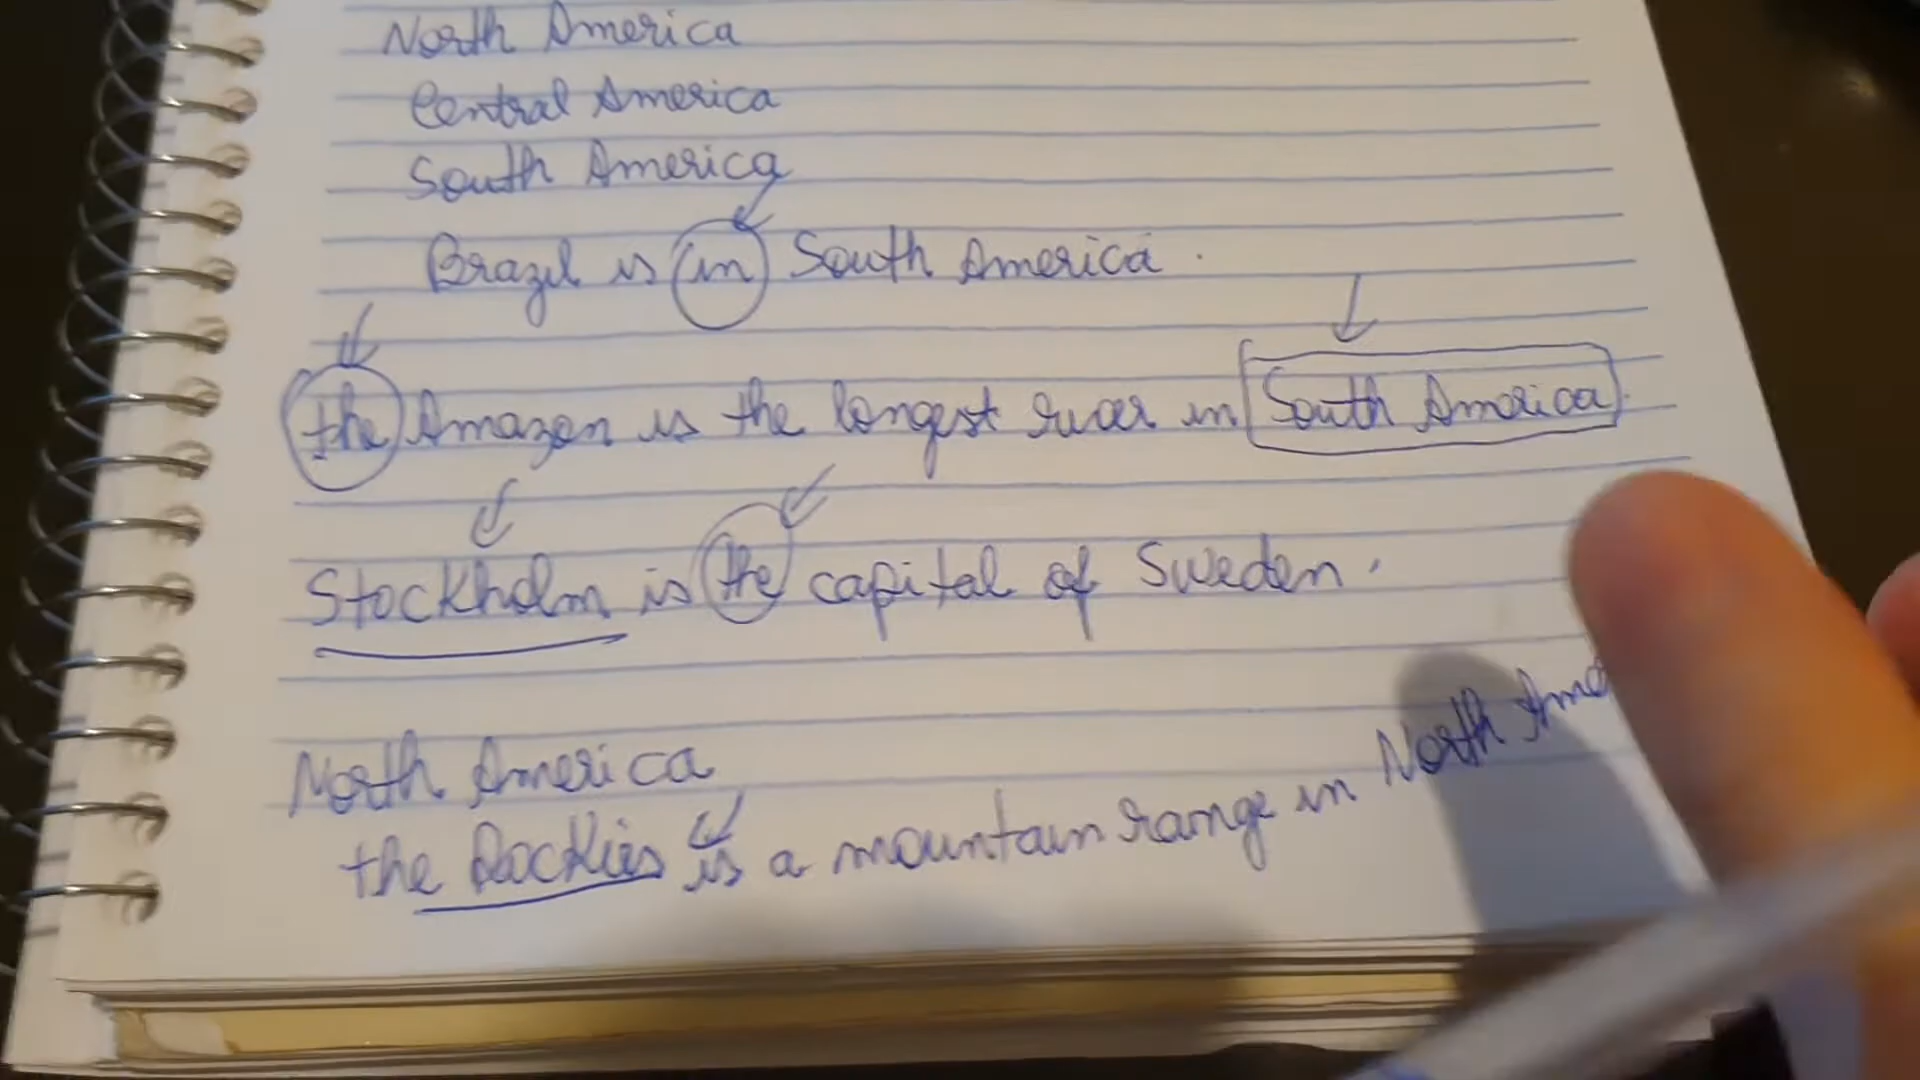 North America
Central America
South America
Brazil is in South America.
the Amazon is the longest river in South America.
Stockholm is the capital of Sweden.
North America
the Rockies is a mountain range in North Ame